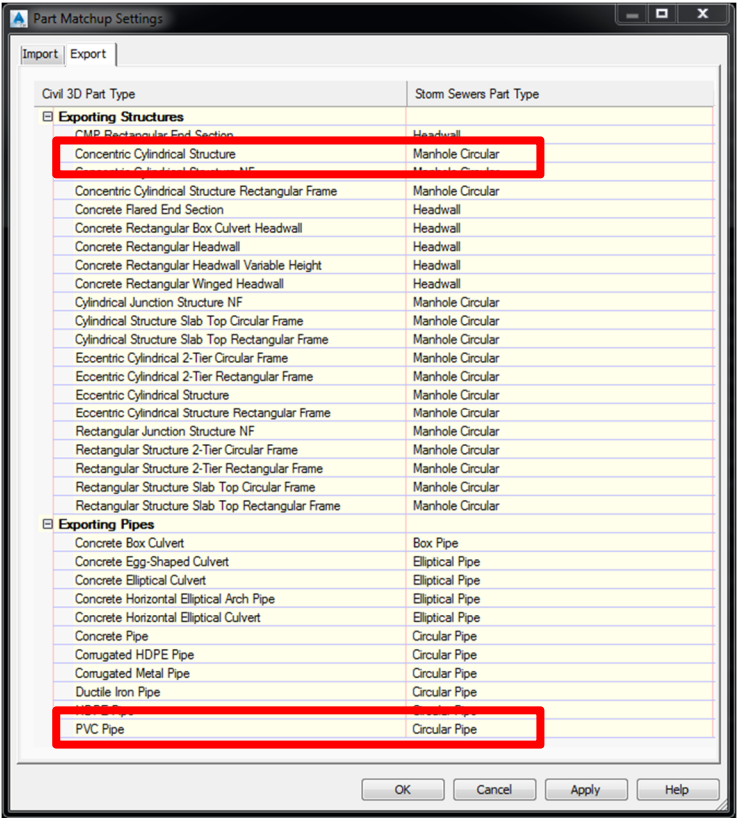 Part Matchup Settings
Import Export
Civil 3D Part Type Storm Sewers Part Type
Exporting Structures
CMP Rectangular End Section Headwall
Concentric Cylindrical Structure Manhole Circular
Concentric Cylindrical Structure NF Manhole Circular
Concentric Cylindrical Structure Rectangular Frame Manhole Circular
Concrete Flared End Section Headwall
Concrete Rectangular Box Culvert Headwall Headwall
Concrete Rectangular Headwall Headwall
Concrete Rectangular Headwall Variable Height Headwall
Concrete Rectangular Winged Headwall Headwall
Cylindrical Junction Structure NF Manhole Circular
Cylindrical Structure Slab Top Circular Frame Manhole Circular
Cylindrical Structure Slab Top Rectangular Frame Manhole Circular
Eccentric Cylindrical 2-Tier Circular Frame Manhole Circular
Eccentric Cylindrical 2-Tier Rectangular Frame Manhole Circular
Eccentric Cylindrical Structure Manhole Circular
Eccentric Cylindrical Structure Rectangular Frame Manhole Circular
Rectangular Junction Structure NF Manhole Circular
Rectangular Structure 2-Tier Circular Frame Manhole Circular
Rectangular Structure 2-Tier Rectangular Frame Manhole Circular
Rectangular Structure Slab Top Circular Frame Manhole Circular
Rectangular Structure Slab Top Rectangular Frame Manhole Circular
Exporting Pipes
Concrete Box Culvert Box Pipe
Concrete Egg-Shaped Culvert Elliptical Pipe
Concrete Elliptical Culvert Elliptical Pipe
Concrete Horizontal Elliptical Arch Pipe Elliptical Pipe
Concrete Horizontal Elliptical Culvert Elliptical Pipe
Concrete Pipe Circular Pipe
Corrugated HDPE Pipe Circular Pipe
Corrugated Metal Pipe Circular Pipe
Ductile Iron Pipe Circular Pipe
HDPE Pipe Circular Pipe
PVC Pipe Circular Pipe
OK Cancel Apply Help